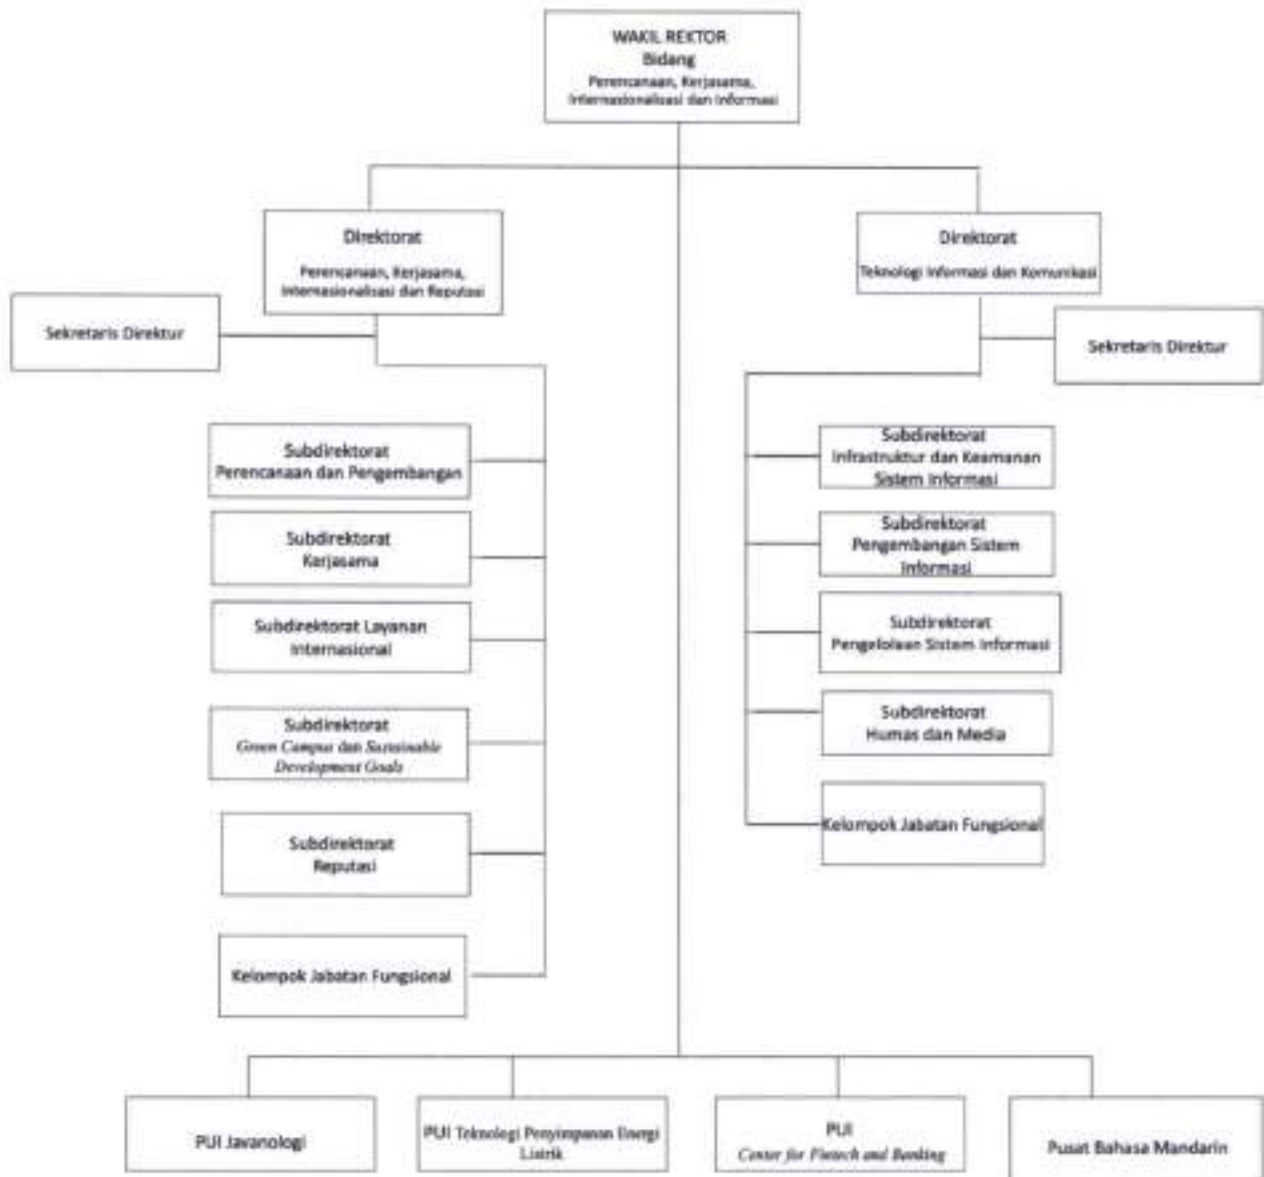 WAKIL REKTOR
Bidang
Perencanaan, Kerjasama,
Internasionalisasi dan Informasi
Direktorat
Perencanaan, Kerjasama,
Internasionalisasi dan Reputasi
Direktorat
Teknologi Informasi dan Komunikasi
Sekretaris Direktur
Sekretaris Direktur
Subdirektorat
Perencanaan dan Pengembangan
Subdirektorat
Kerjasama
Subdirektorat Layanan
Internasional
Subdirektorat
Green Campus dan Sustainable
Development Goals
Subdirektorat
Reputasi
Kelompok Jabatan Fungsional
Subdirektorat
Infrastruktur dan Keamanan
Sistem Informasi
Subdirektorat
Pengembangan Sistem
Informasi
Subdirektorat
Pengelolaan Sistem Informasi
Subdirektorat
Humas dan Media
Kelompok Jabatan Fungsional
PUI Javanologi
PUI Teknologi Penyimpanan Energi
Listrik
PUI
Center for Fintech and Banking
Pusat Bahasa Mandarin